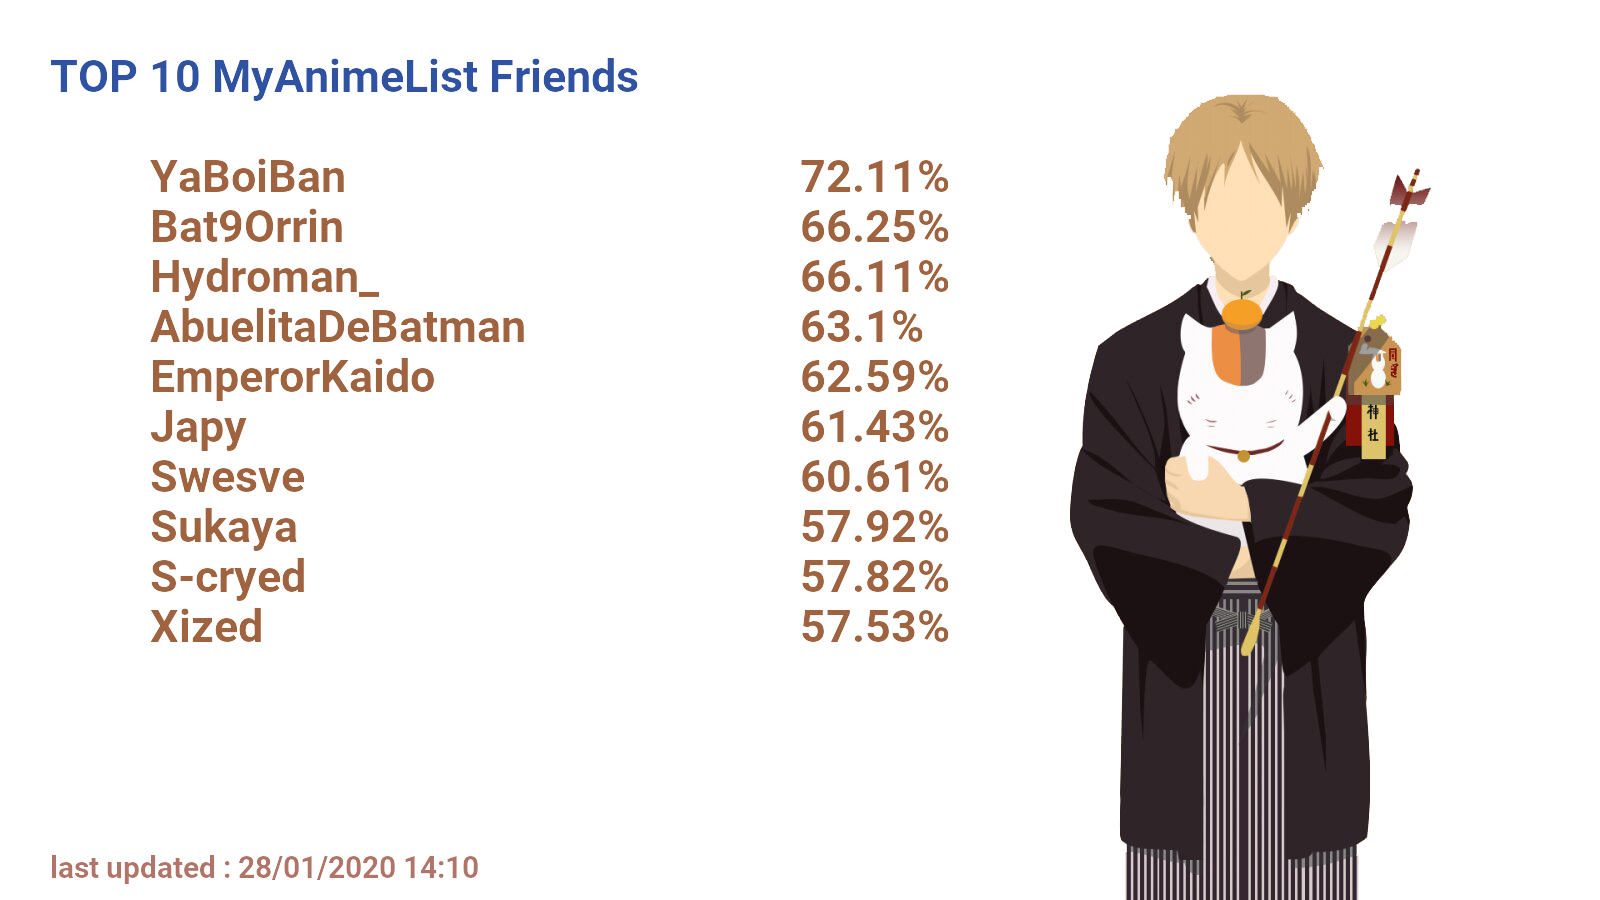 TOP 10 MyAnimeList Friends
YaBoiBan 72.11%
Bat9Orrin 66.25%
Hydroman_ 66.11%
AbuelitaDeBatman 63.1%
EmperorKaido 62.59%
Japy 61.43%
Swesve 60.61%
Sukaya 57.92%
S-cryed 57.82%
Xized 57.53%
神社
last updated : 28/01/2020 14:10